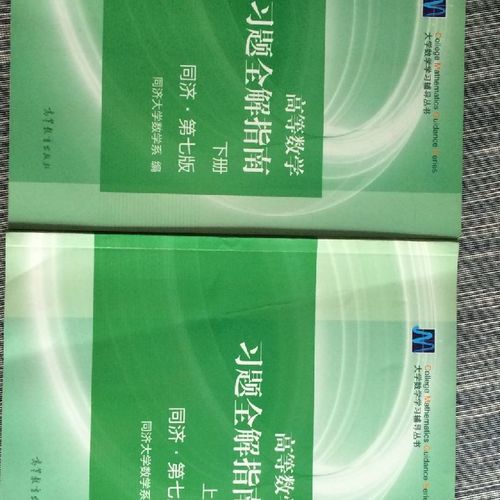 College Mathematics Guidance Series
大学数学学习辅导丛书
高等数学
习题全解指南
下册
同济·第七版
同济大学数学系 编
高等教育出版社
College Mathematics Guidance Series
大学数学学习辅导丛书
高等数
习题全解指南
上
同济·第七
同济大学数学系
高等教育出